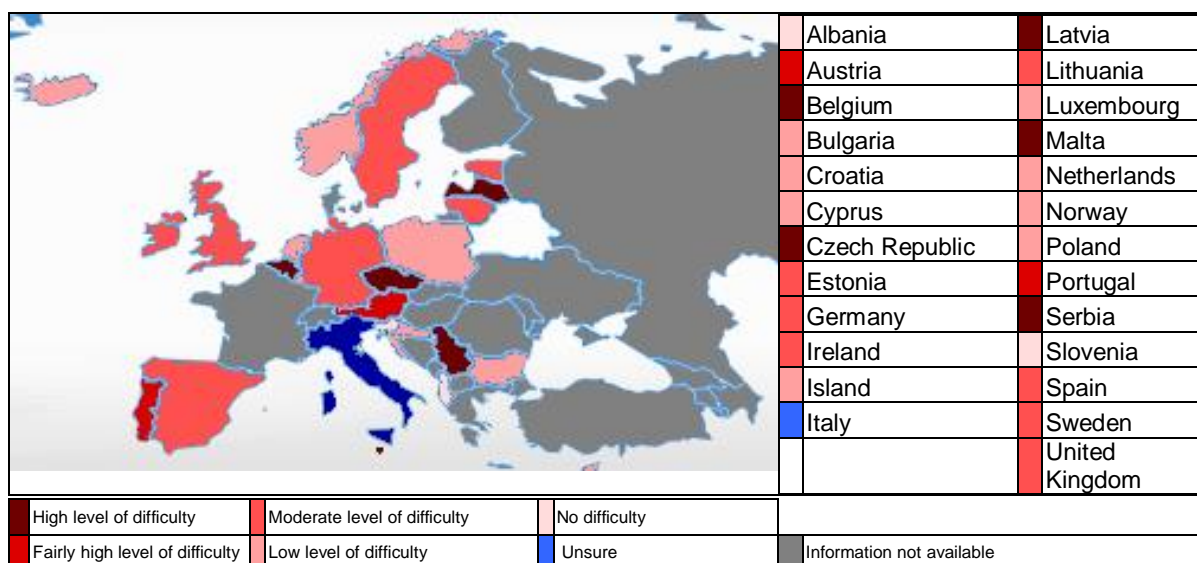 Albania Latvia
Austria Lithuania
Belgium Luxembourg
Bulgaria Malta
Croatia Netherlands
Cyprus Norway
Czech Republic Poland
Estonia Portugal
Germany Serbia
Ireland Slovenia
Island Spain
Italy Sweden
United
Kingdom
High level of difficulty Moderate level of difficulty No difficulty
Fairly high level of difficulty Low level of difficulty Unsure Information not available